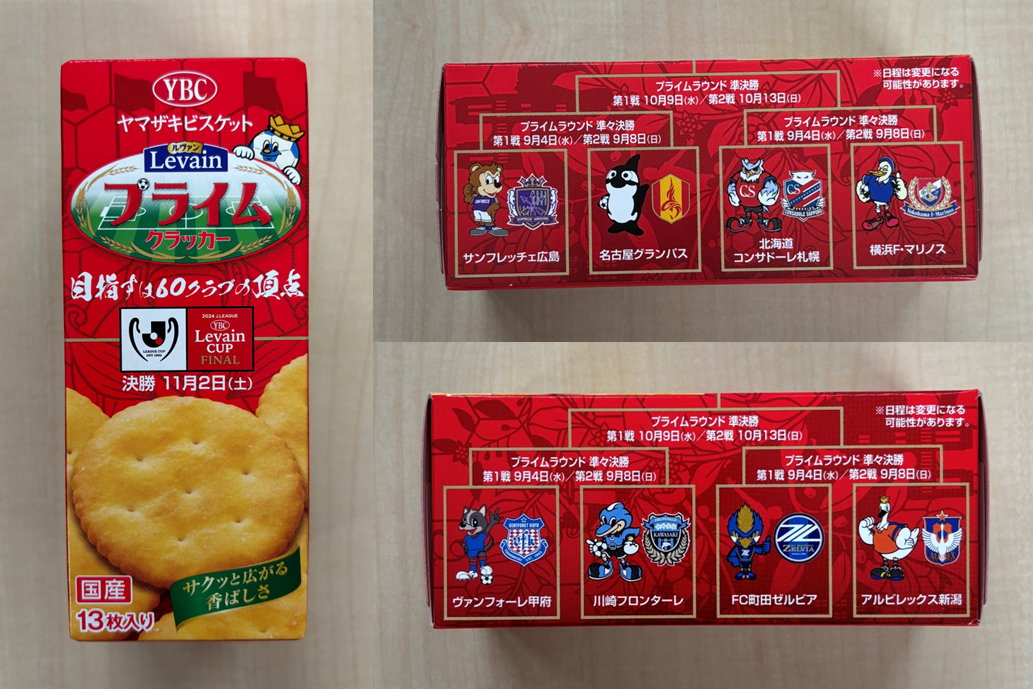 YBC
ヤマザキビスケット
ルヴァン
Levain
プライム
クラッカー
目指すは60クラブの頂点
LEAGUE CUP
2024 J.LEAGUE
YBC
Levain
CUP
FINAL
決勝 11月2日(土)
国産
13枚入り
サクッと広がる
香ばしさ
プライムラウンド 準決勝
第1戦 10月9日(水)/第2戦 10月13日(日)
※日程は変更になる
可能性があります。
プライムラウンド 準々決勝
第1戦 9月4日(水)/第2戦 9月8日(日)
プライムラウンド 準々決勝
第1戦 9月4日(水)/第2戦 9月8日(日)
サンフレッチェ広島
名古屋グランパス
CS
CS
CONSADOLE SAPPORO
北海道
コンサドーレ札幌
Yokohama F·Marinos
横浜F・マリノス
プライムラウンド 準決勝
第1戦 10月9日(水)/第2戦 10月13日(日)
※日程は変更になる
可能性があります。
プライムラウンド 準々決勝
第1戦 9月4日(水)/第2戦 9月8日(日)
プライムラウンド 準々決勝
第1戦 9月4日(水)/第2戦 9月8日(日)
VENTFORET KOFU
VFK
ヴァンフォーレ甲府
KAWASAKI
川崎フロンターレ
ZELVIA
FC町田ゼルビア
アルビレックス新潟